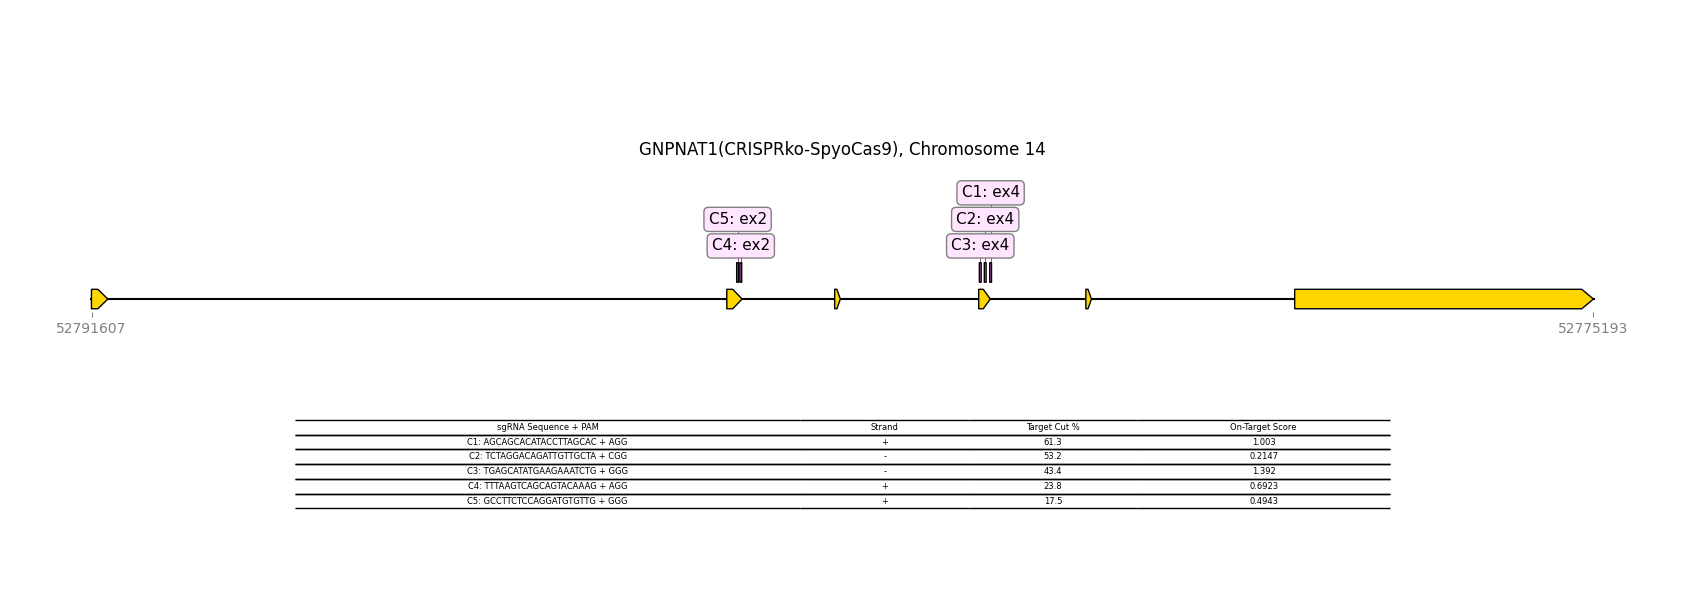 GNPNAT1(CRISPRko-SpyoCas9), Chromosome 14
C1: ex4
C5: ex2
C2: ex4
C4: ex2
C3: ex4
52791607
52775193
sgRNA Sequence + PAM Strand Target Cut % On-Target Score
C1: AGCAGCACATACCTTAGCAC + AGG + 61.3 1.003
C2: TCTAGGACAGATTGTTGCTA + CGG - 53.2 0.2147
C3: TGAGCATATGAAGAAATCTG + GGG - 43.4 1.392
C4: TTTAAGTCAGCAGTACAAAG + AGG + 23.8 0.6923
C5: GCCTTCTCCAGGATGTGTTG + GGG + 17.5 0.4943